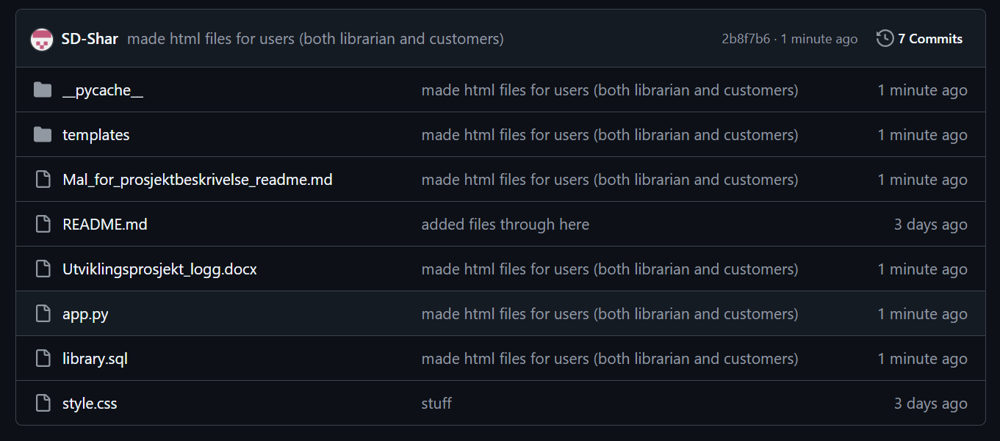 SD-Shar made html files for users (both librarian and customers) 2b8f7b6 · 1 minute ago 7 Commits
__pycache__ made html files for users (both librarian and customers) 1 minute ago
templates made html files for users (both librarian and customers) 1 minute ago
Mal_for_prosjektbeskrivelse_readme.md made html files for users (both librarian and customers) 1 minute ago
README.md added files through here 3 days ago
Utviklingsprosjekt_logg.docx made html files for users (both librarian and customers) 1 minute ago
app.py made html files for users (both librarian and customers) 1 minute ago
library.sql made html files for users (both librarian and customers) 1 minute ago
style.css stuff 3 days ago